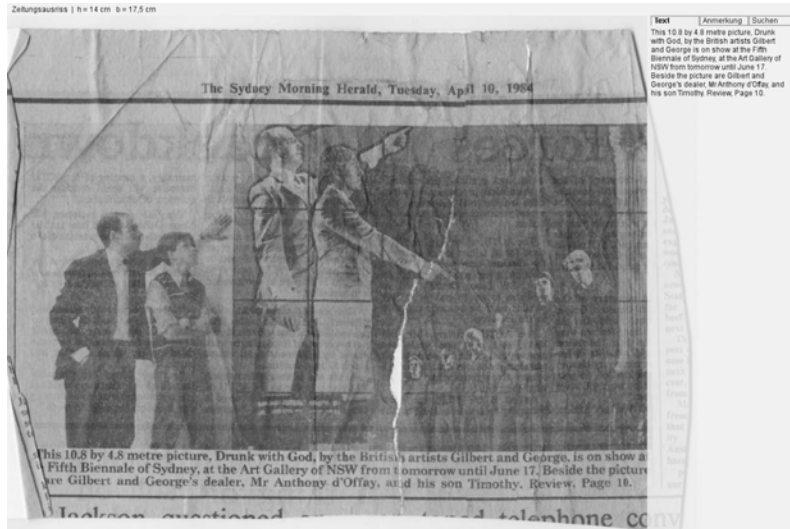 Zeitungsausriss | h = 14 cm b = 17,5 cm
Text Anmerkung Suchen
This 10.8 by 4.8 metre picture, Drunk
with God, by the British artists Gilbert
and George is on show at the Fifth
Biennale of Sydney, at the Art Gallery of
NSW from tomorrow until June 17.
Beside the picture are Gilbert and
George's dealer, Mr Anthony d'Offay, and
his son Timothy. Review, Page 10.
The Sydney Morning Herald, Tuesday, April 10, 1984
This 10.8 by 4.8 metre picture, Drunk with God, by the British artists Gilbert and George, is on show a
Fifth Biennale of Sydney, at the Art Gallery of NSW from tomorrow until June 17. Beside the picture
are Gilbert and George's dealer, Mr Anthony d'Offay, and his son Timothy. Review, Page 10.
Jackson questioned telephone conv